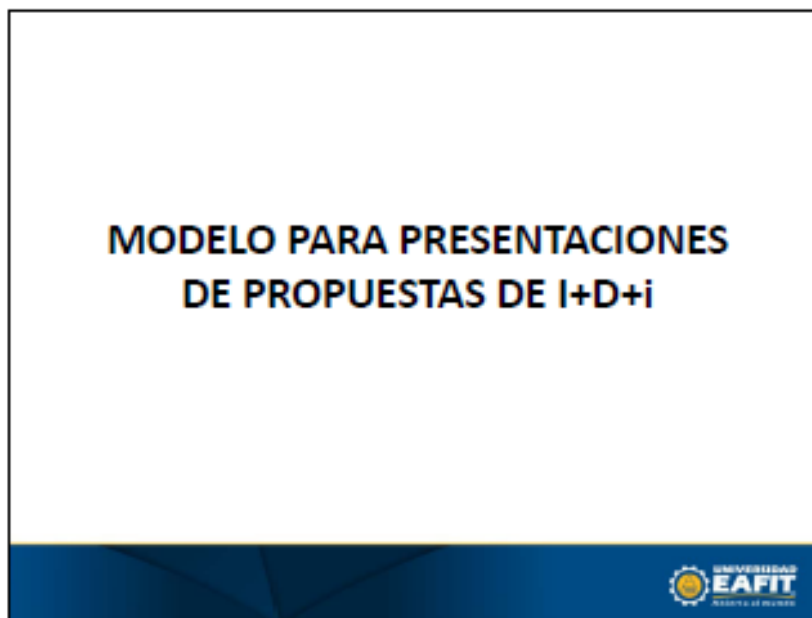 MODELO PARA PRESENTACIONES
DE PROPUESTAS DE I+D+i
UNIVERSIDAD
EAFIT